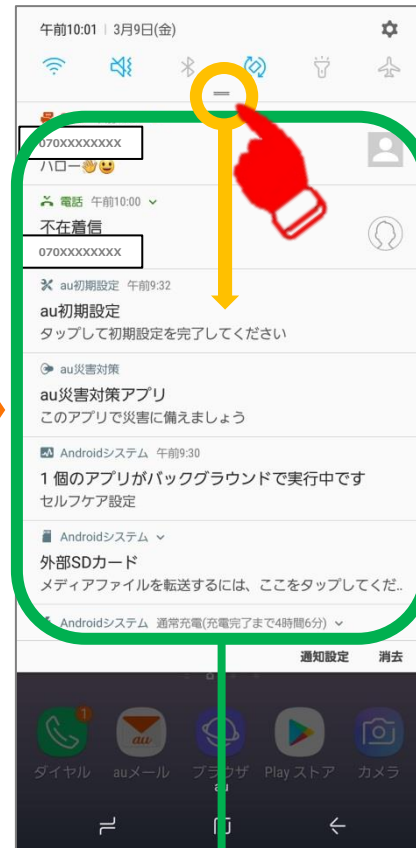 午前10:01 | 3月9日(金)
070XXXXXXXX
ハロー👋😃
電話 午前10:00
不在着信
070XXXXXXXX
au初期設定 午前9:32
au初期設定
タップして初期設定を完了してください
au災害対策
au災害対策アプリ
このアプリで災害に備えましょう
Androidシステム 午前9:30
1 個のアプリがバックグラウンドで実行中です
セルフケア設定
Androidシステム
外部SDカード
メディアファイルを転送するには、ここをタップしてくだ..
Androidシステム 通常充電(充電完了まで4時間6分)
通知設定 消去
1
au
ダイヤル auメール ブラウザ Play ストア カメラ
au